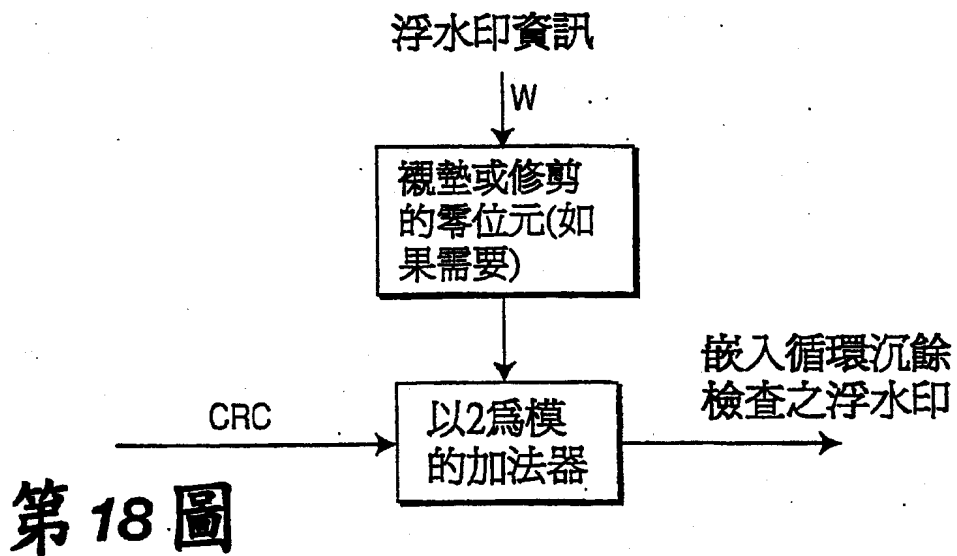 浮水印資訊
W
襯墊或修剪
的零位元(如
果需要)
嵌入循環沉餘
檢查之浮水印
CRC
以2爲模
的加法器
第18圖